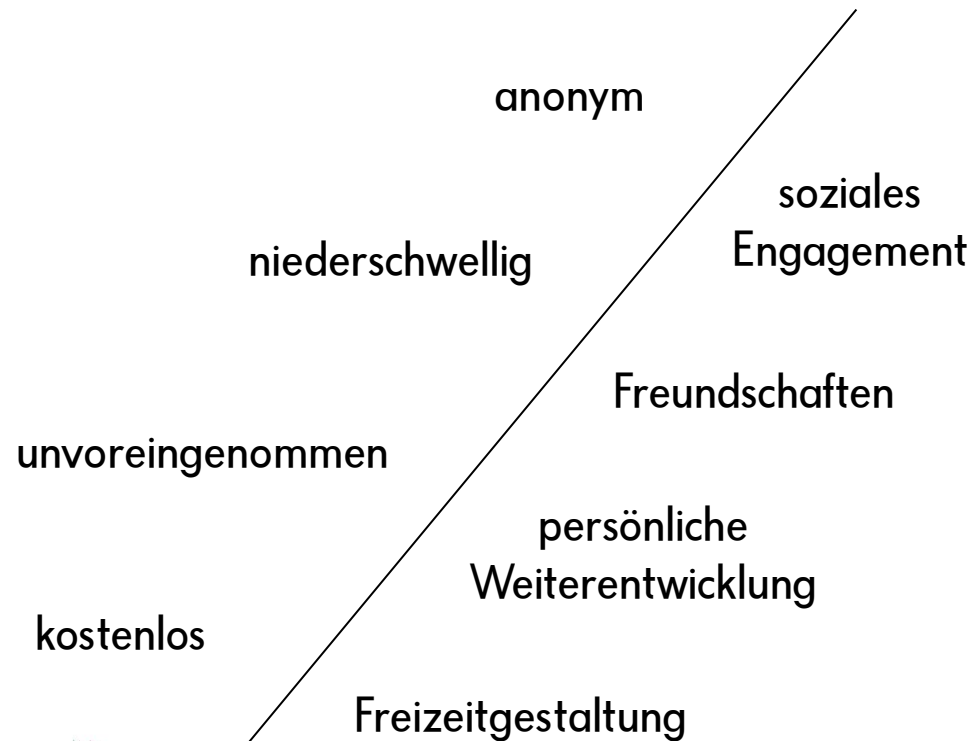 anonym
soziales
Engagement
niederschwellig
Freundschaften
unvoreingenommen
persönliche
Weiterentwicklung
kostenlos
Freizeitgestaltung